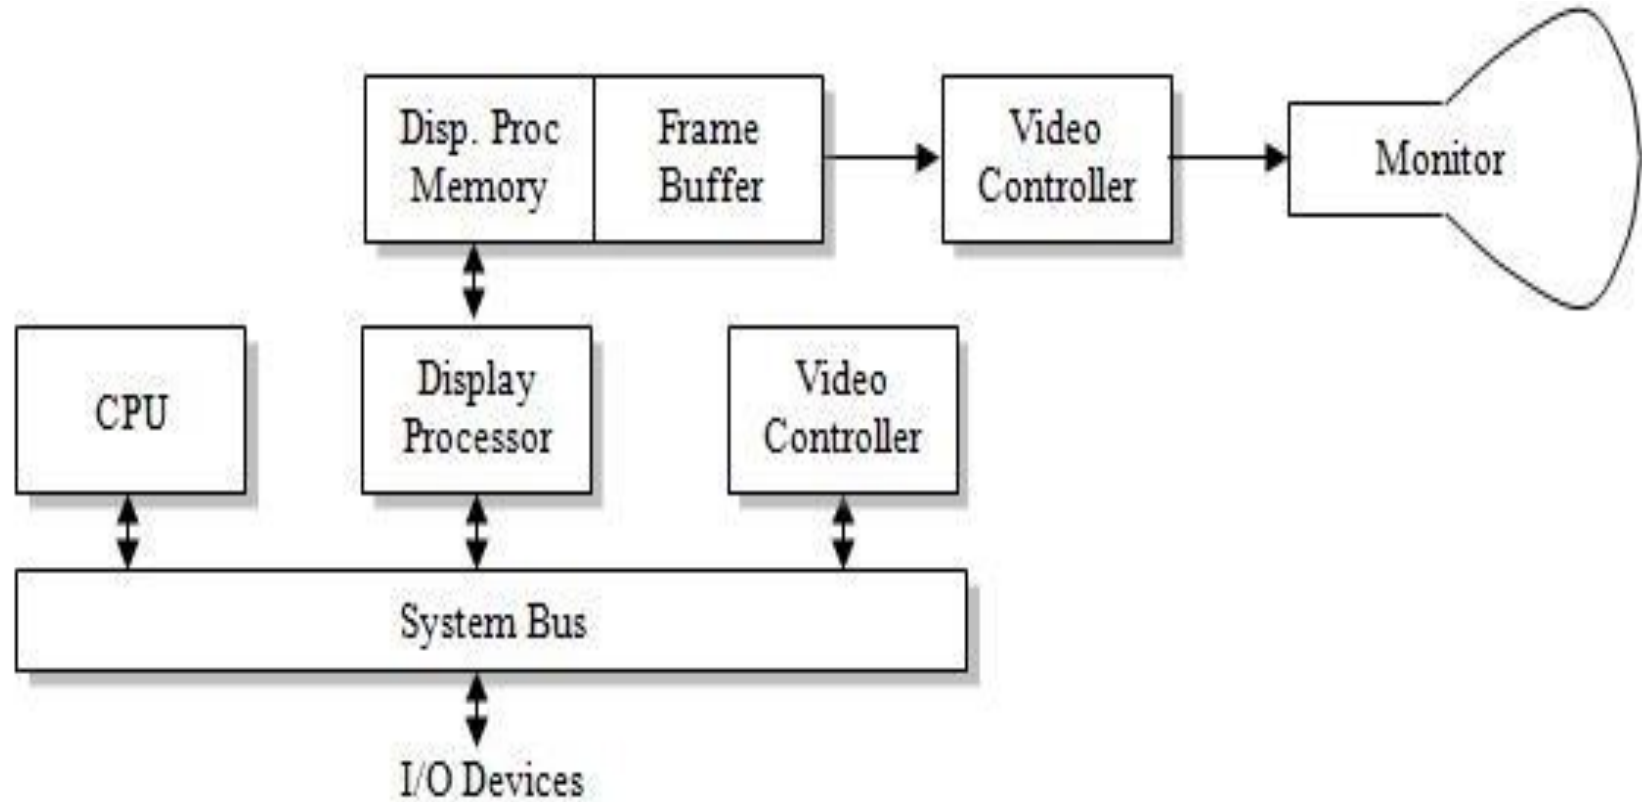 Disp. Proc
Memory
Frame
Buffer
Video
Controller
Monitor
CPU
Display
Processor
Video
Controller
System Bus
I/O Devices